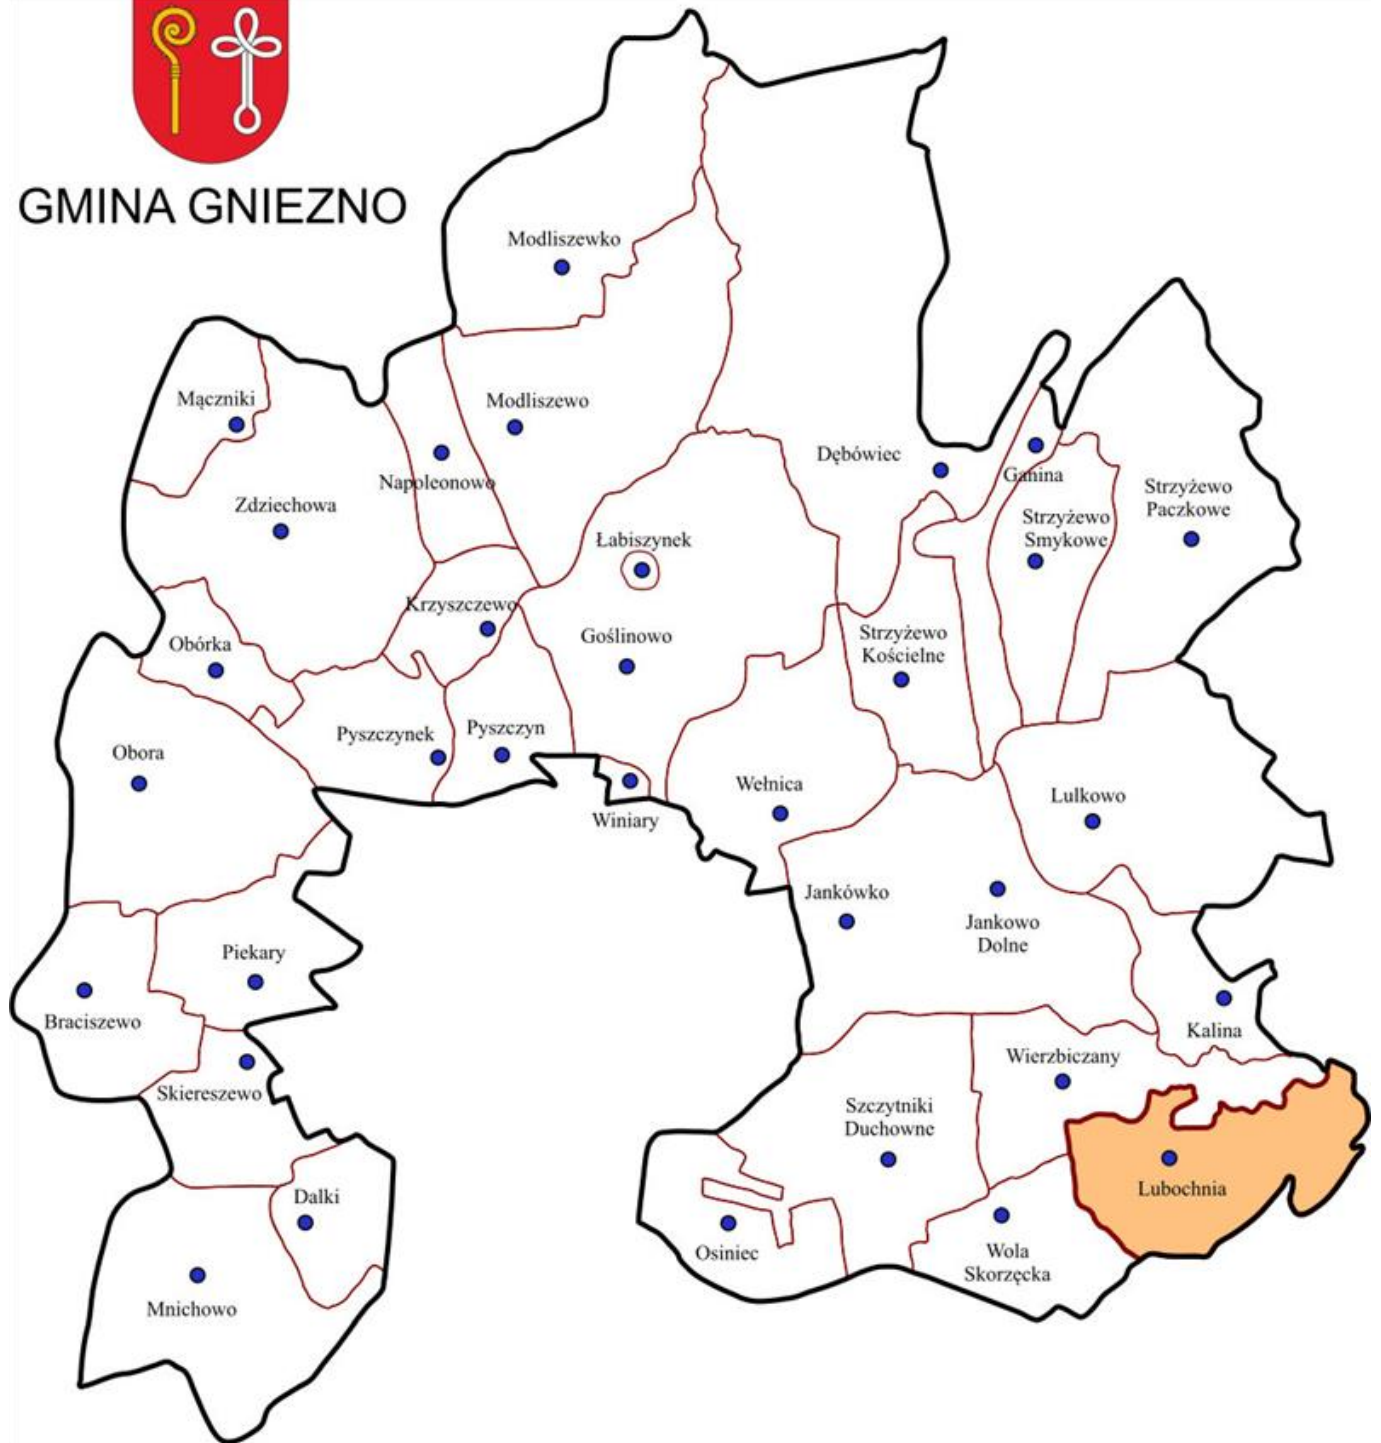 GMINA GNIEZNO
Modliszewko
Mączniki
Modliszewo
Dębówiec
Ganina
Napoleonowo
Strzyżewo
Paczkowe
Zdziechowa
Strzyżewo
Smykowe
Łabiszynek
Krzyszczewo
Goślinowo
Strzyżewo
Kościelne
Obórka
Pyszczyn
Pyszczynek
Obora
Wełnica
Lulkowo
Winiary
Jankówko
Jankowo
Dolne
Piekary
Braciszewo
Kalina
Wierzbiczany
Skiereszewo
Szczytniki
Duchowne
Lubochnia
Dalki
Osiniec
Wola
Skorzęcka
Mnichowo